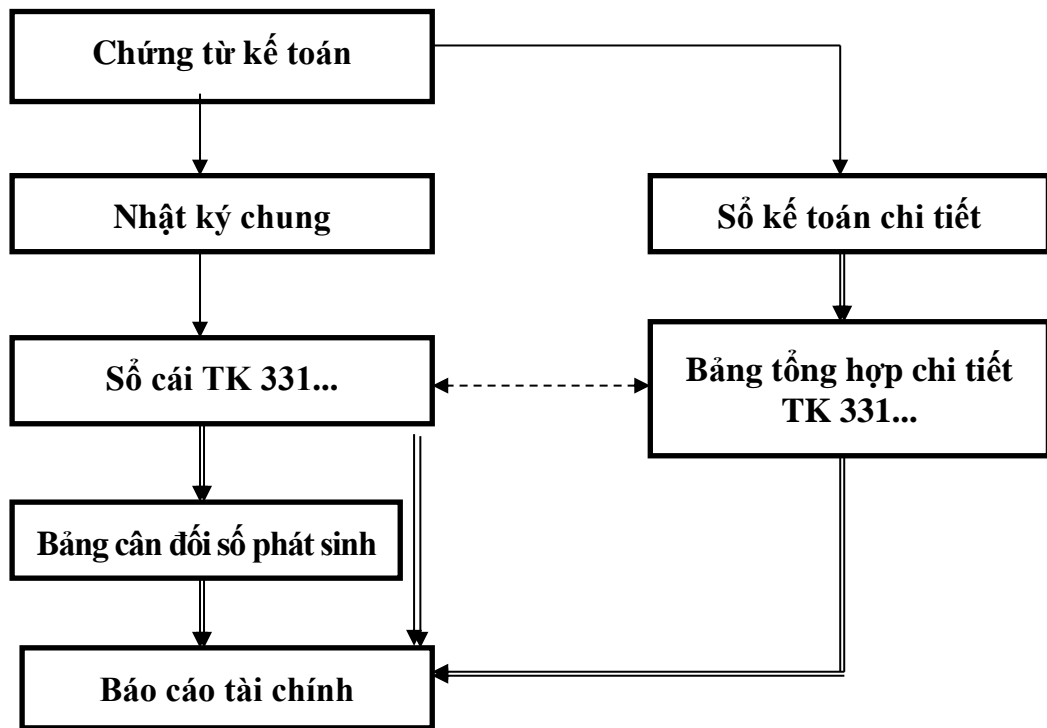 Chứng từ kế toán
Nhật ký chung
Sổ kế toán chi tiết
Sổ cái TK 331...
Bảng tổng hợp chi tiết
TK 331...
Bảng cân đối số phát sinh
Báo cáo tài chính